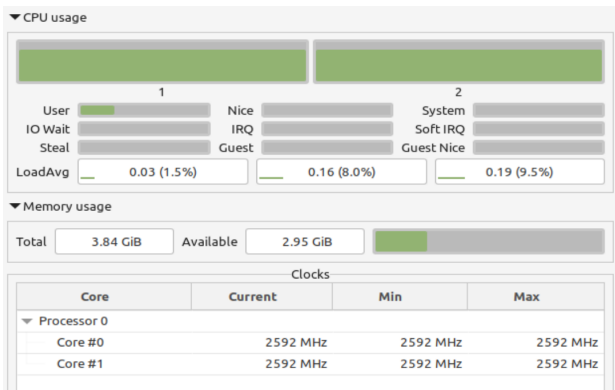 CPU usage
1 2
User Nice System
IO Wait IRQ Soft IRQ
Steal Guest Guest Nice
LoadAvg 0.03 (1.5%) 0.16 (8.0%) 0.19 (9.5%)
Memory usage
Total 3.84 GiB Available 2.95 GiB
Clocks
Core Current Min Max
Processor 0
Core #0 2592 MHz 2592 MHz 2592 MHz
Core #1 2592 MHz 2592 MHz 2592 MHz